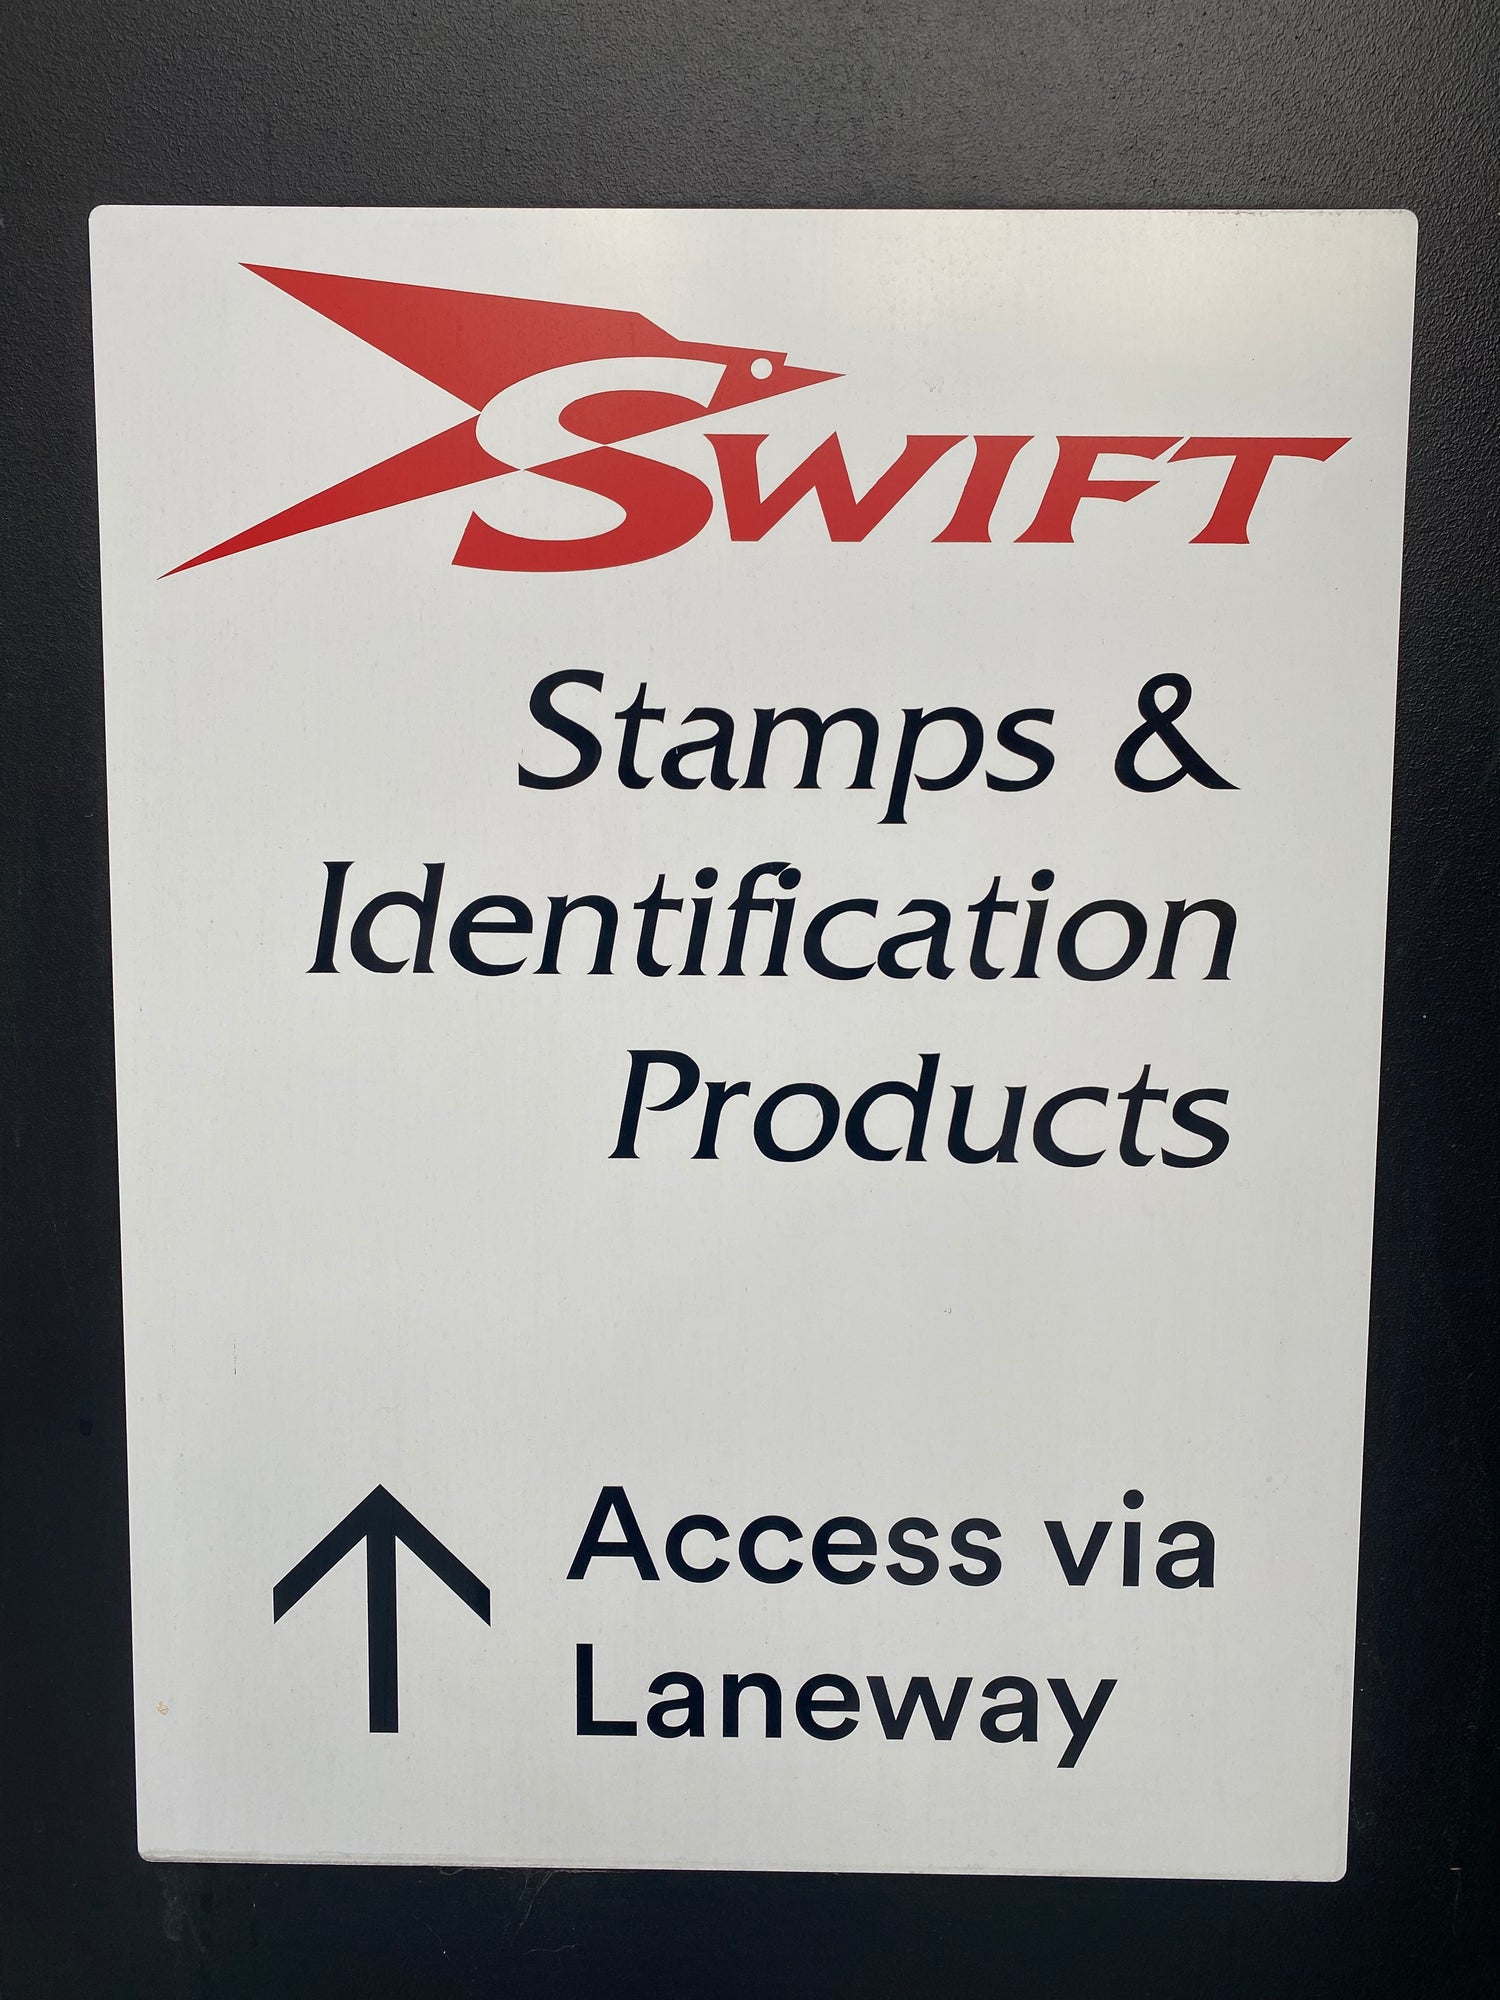 SWIFT
Stamps &
Identification
Products
Access via
Laneway